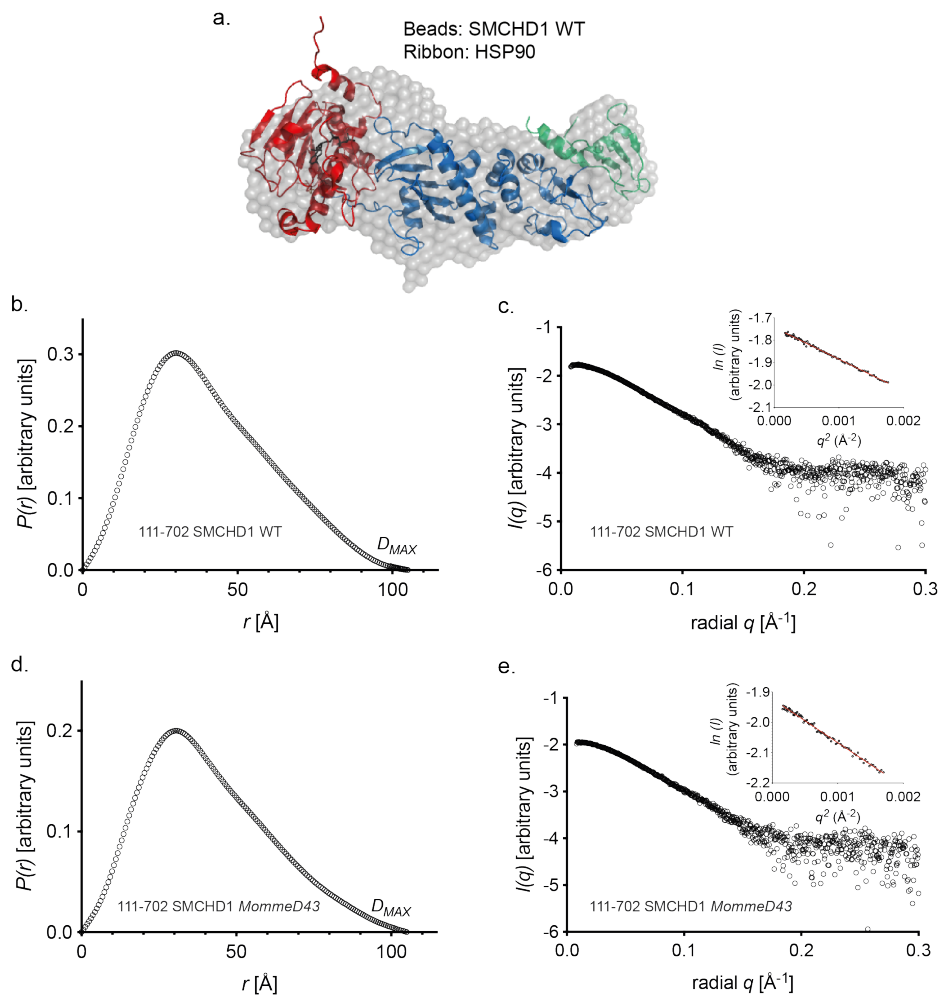 a.
Beads: SMCHD1 WT
Ribbon: HSP90
b.
P(r) [arbitrary units]
0.3
0.2
0.1
0.0
0
50
100
r [Å]
111-702 SMCHD1 WT
D_MAX
c.
I(q) [arbitrary units]
-1
-2
-3
-4
-5
-6
0.0
0.1
0.2
0.3
radial q [Å⁻¹]
111-702 SMCHD1 WT
ln (I)
(arbitrary units)
-1.7
-1.8
-1.9
-2.0
-2.1
0.000
0.001
0.002
q² (Å⁻²)
d.
P(r) [arbitrary units]
0.2
0.1
0.0
0
50
100
r [Å]
111-702 SMCHD1 MommeD43
D_MAX
e.
I(q) [arbitrary units]
-1
-2
-3
-4
-5
-6
0.0
0.1
0.2
0.3
radial q [Å⁻¹]
111-702 SMCHD1 MommeD43
ln (I)
(arbitrary units)
-1.9
-2.0
-2.1
-2.2
0.000
0.001
0.002
q² (Å⁻²)